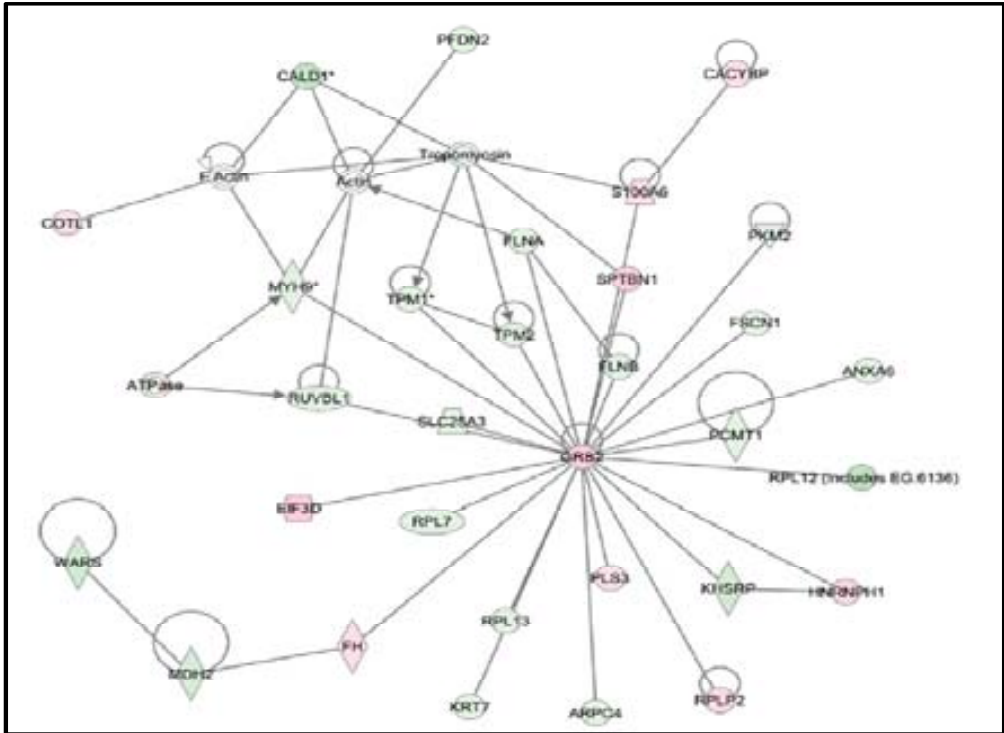 PFDN2
CALD1*
CACYBP
Tropomyosin
F.Actin
Actin
S100A6
COTL1
FLNA
PKM2
SPTBN1
MYH9*
TPM1*
FSCN1
TPM2
FLNB
ANXA6
ATPase
RUVBL1
SLC25A3
PCMT1
GRB2
RPL12 (includes EG:6136)
EIF3D
RPL7
WARS
PLS3
KHSRP
HNRNPH1
RPL13
FH
MDH2
RPLP2
KRT7
ARPC4